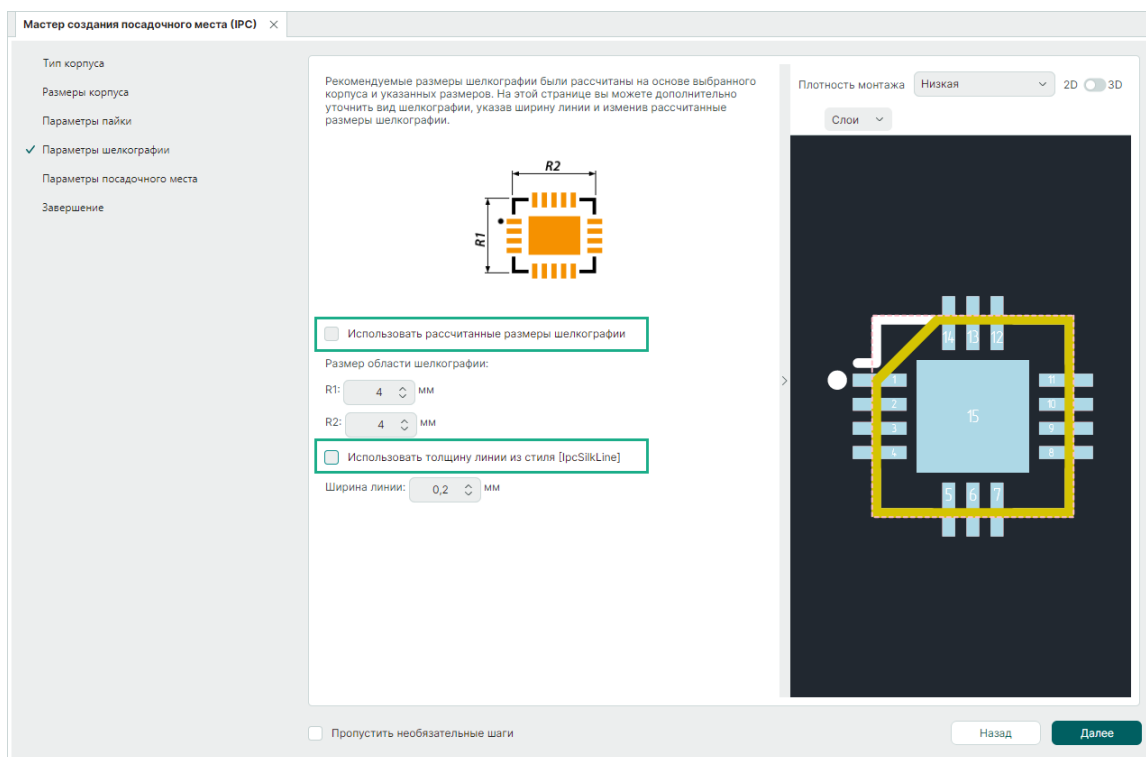 Мастер создания посадочного места (IPC)
Тип корпуса
Размеры корпуса
Параметры пайки
Параметры шелкографии
Параметры посадочного места
Завершение
Рекомендуемые размеры шелкографии были рассчитаны на основе выбранного
корпуса и указанных размеров. На этой странице вы можете дополнительно
уточнить вид шелкографии, указав ширину линии и изменив рассчитанные
размеры шелкографии.
R2
R1
Использовать рассчитанные размеры шелкографии
Размер области шелкографии:
R1: 4 мм
R2: 4 мм
Использовать толщину линии из стиля [IpcSilkLine]
Ширина линии: 0,2 мм
Плотность монтажа Низкая 2D 3D
Слои
14 13 12
1 11
2 10
15
3 9
4 8
5 6 7
Пропустить необязательные шаги
Назад Далее